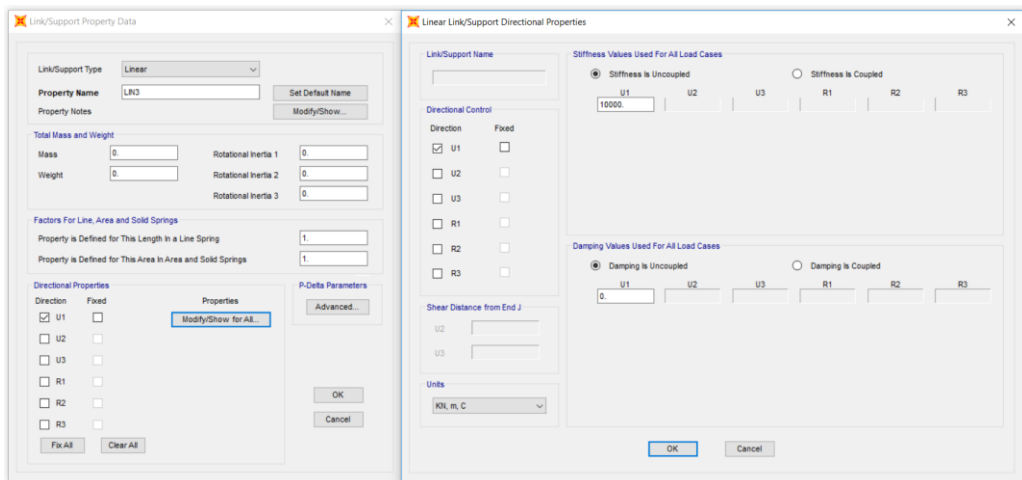 Link/Support Property Data
Link/Support Type Linear
Property Name LIN3 Set Default Name
Property Notes Modify/Show...
Total Mass and Weight
Mass 0. Rotational Inertia 1 0.
Weight 0. Rotational Inertia 2 0.
Rotational Inertia 3 0.
Factors For Line, Area and Solid Springs
Property is Defined for This Length In a Line Spring 1.
Property is Defined for This Area In Area and Solid Springs 1.
Directional Properties
Direction Fixed Properties
U1 Modify/Show for All...
U2
U3
R1
R2
R3
Fix All Clear All
P-Delta Parameters
Advanced...
OK
Cancel
Linear Link/Support Directional Properties
Link/Support Name
Directional Control
Direction Fixed
U1
U2
U3
R1
R2
R3
Shear Distance from End J
U2
U3
Units
KN, m, C
Stiffness Values Used For All Load Cases
Stiffness Is Uncoupled Stiffness Is Coupled
U1 U2 U3 R1 R2 R3
10000.
Damping Values Used For All Load Cases
Damping Is Uncoupled Damping Is Coupled
U1 U2 U3 R1 R2 R3
0.
OK Cancel